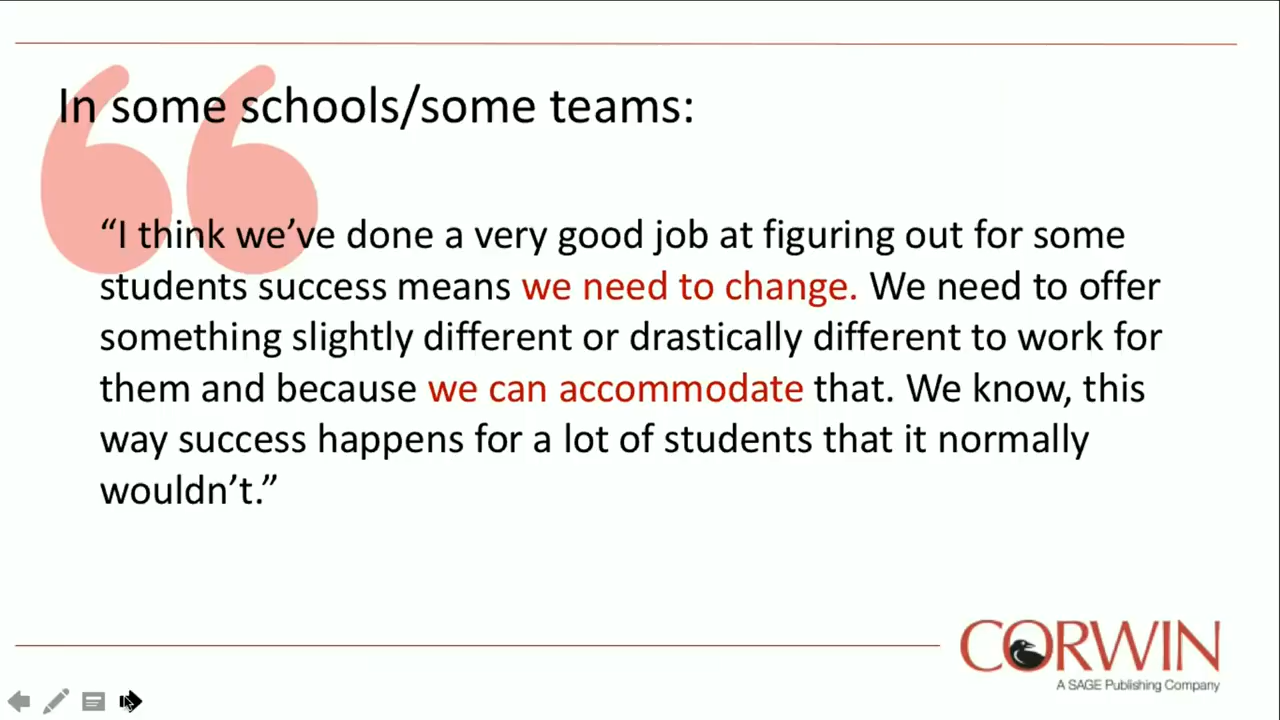 In some schools/some teams:
“I think we’ve done a very good job at figuring out for some
students success means we need to change. We need to offer
something slightly different or drastically different to work for
them and because we can accommodate that. We know, this
way success happens for a lot of students that it normally
wouldn’t.”
CORWIN
A SAGE Publishing Company